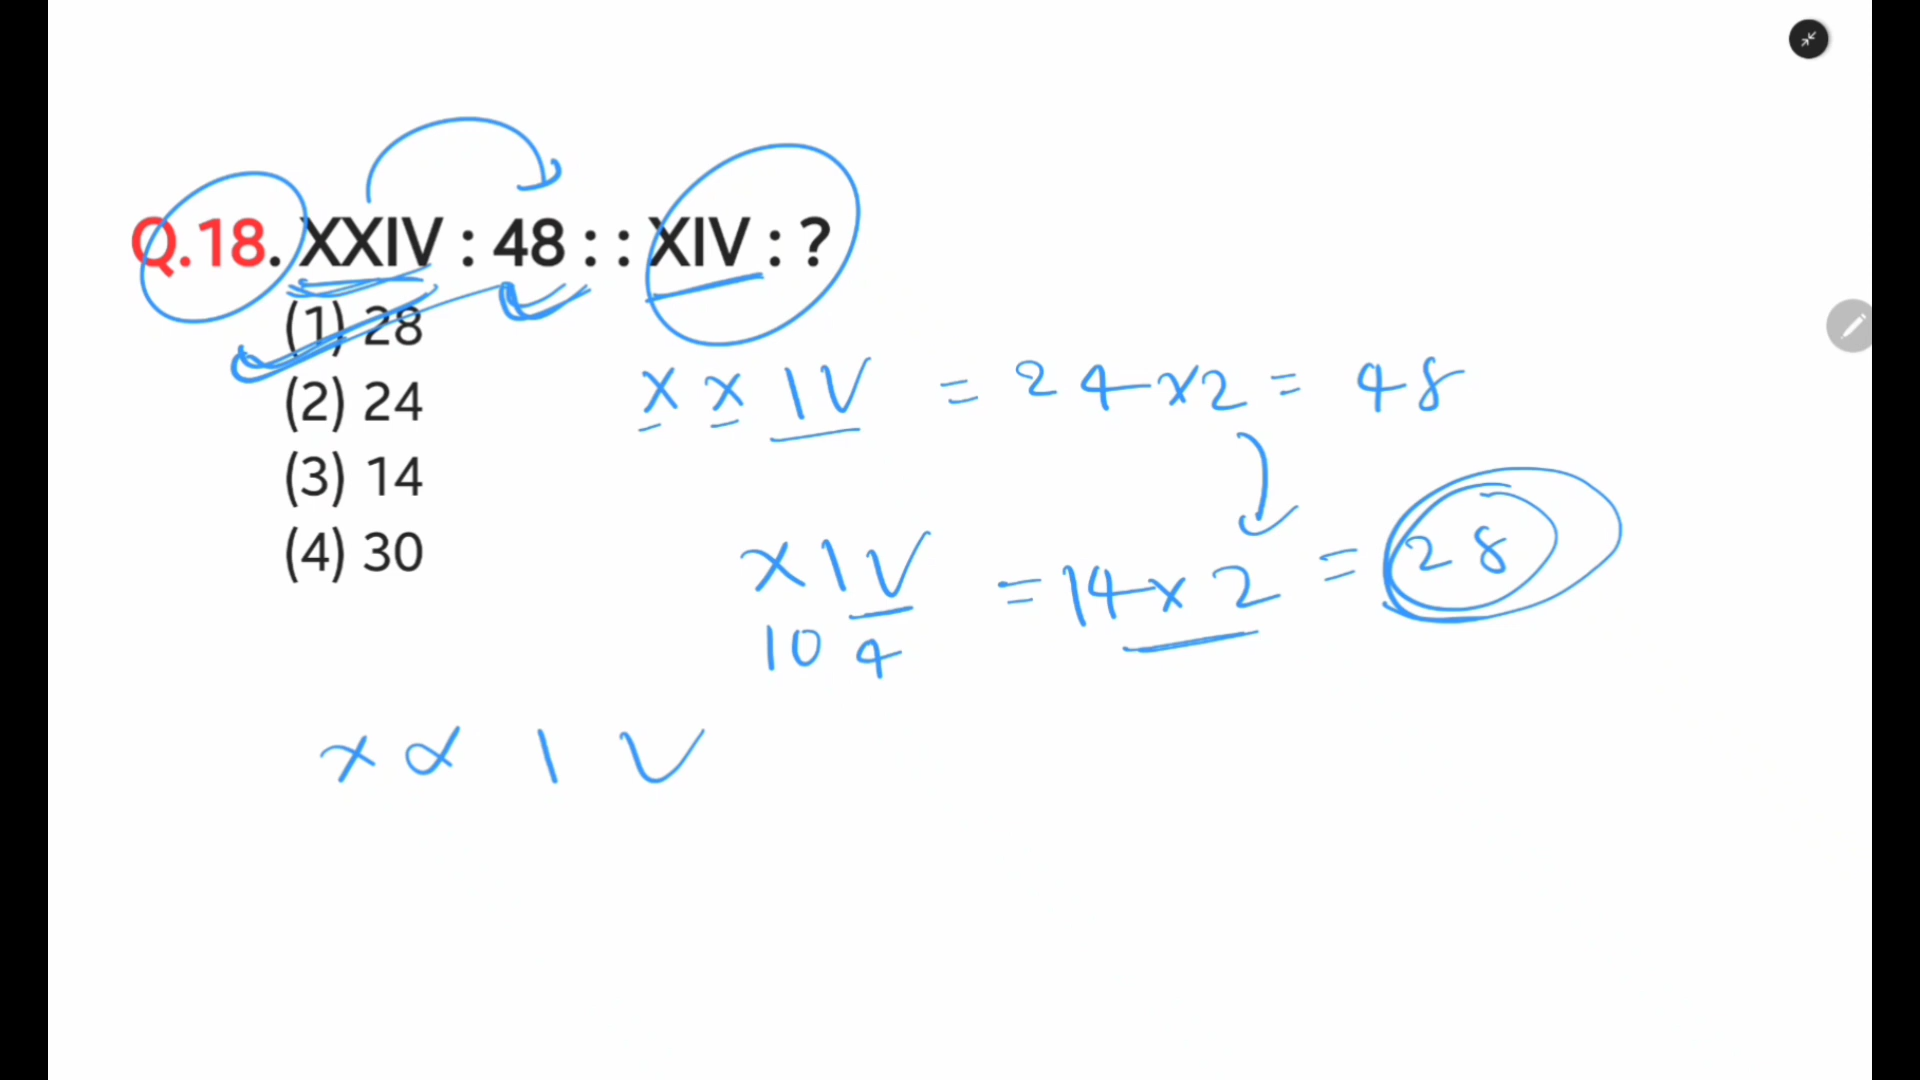 Q.18. XXIV : 48 : : XIV : ?
(1) 28
(2) 24
(3) 14
(4) 30
X X IV = 24 x 2 = 48
X I V = 14 x 2 = 28
10 4
X X I V